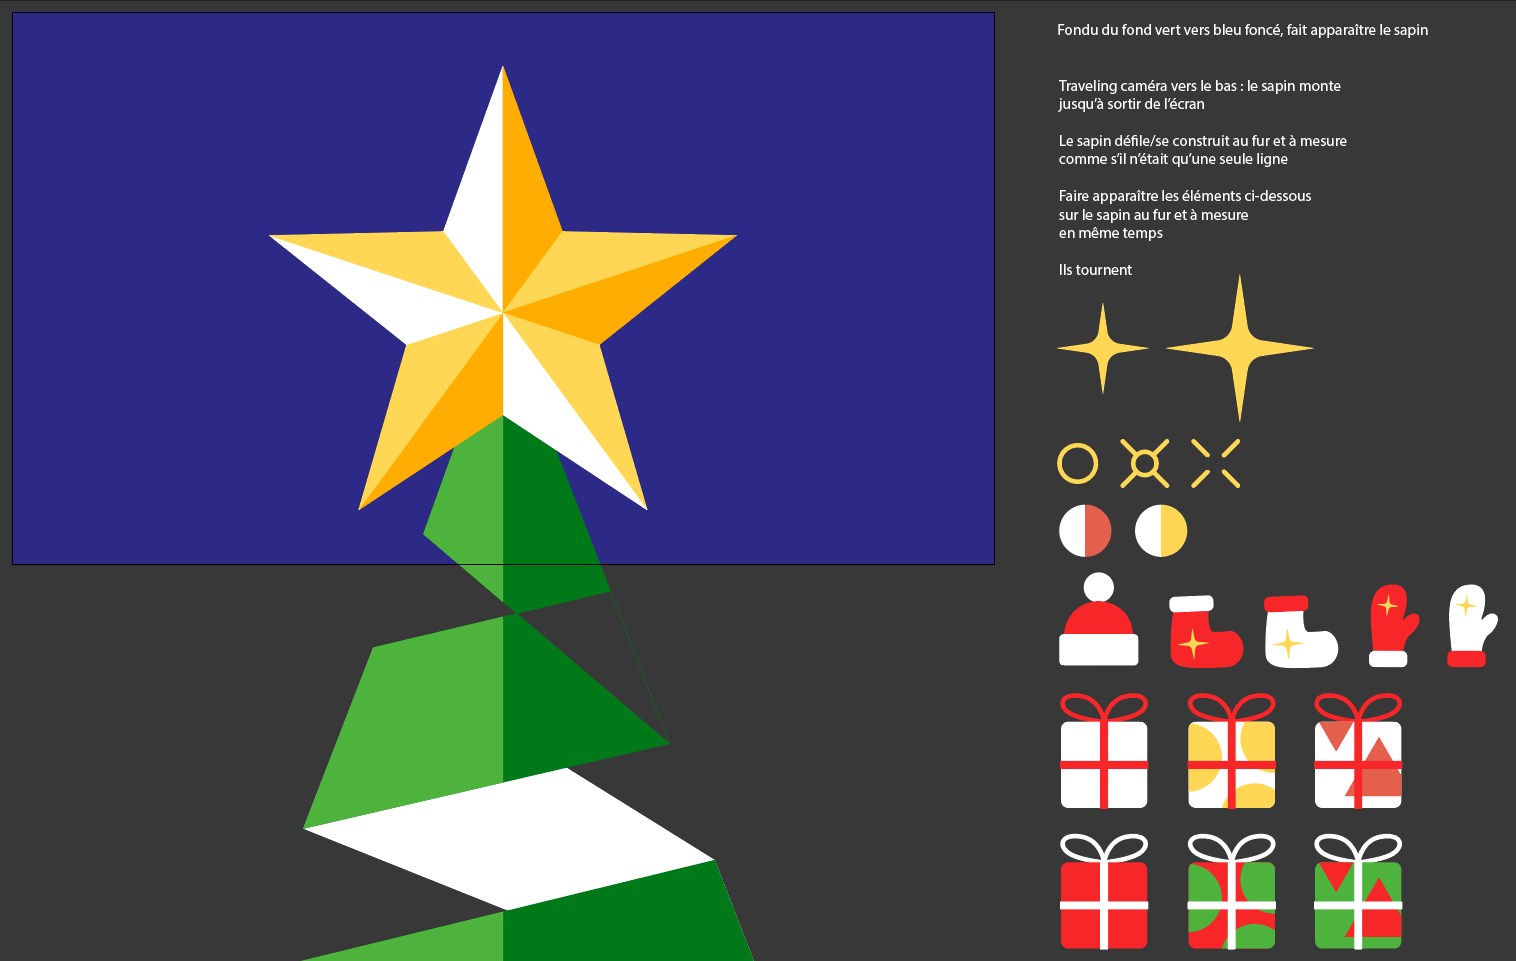 Fondu du fond vert vers bleu foncé, fait apparaître le sapin
Traveling caméra vers le bas : le sapin monte
jusqu’à sortir de l’écran
Le sapin défile/se construit au fur et à mesure
comme s’il n’était qu’une seule ligne
Faire apparaître les éléments ci-dessous
sur le sapin au fur et à mesure
en même temps
Ils tournent